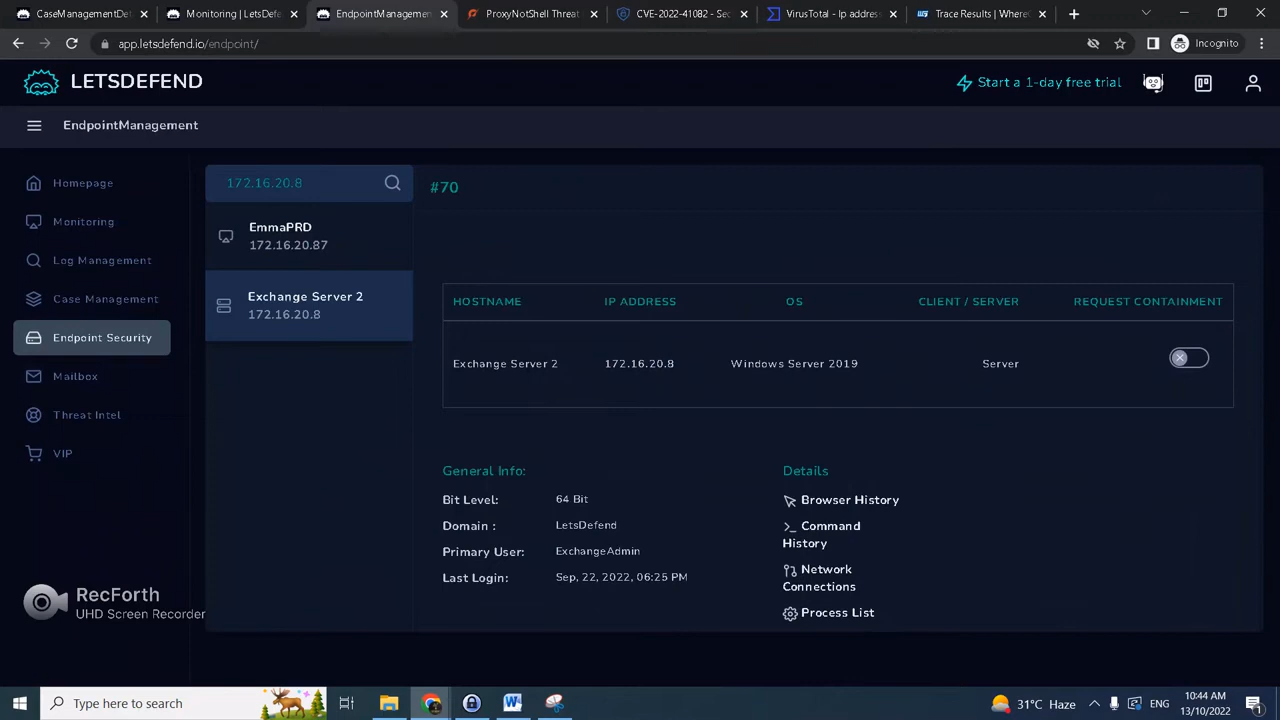 CaseManagementDet
Monitoring | LetsDefe
EndpointManagemen
ProxyNotShell Threat
CVE-2022-41082 - Sec
VirusTotal - Ip addres
Trace Results | Where
app.letsdefend.io/endpoint/
Incognito
LETSDEFEND
Start a 1-day free trial
EndpointManagement
Homepage
Monitoring
Log Management
Case Management
Endpoint Security
Mailbox
Threat Intel
VIP
172.16.20.8
EmmaPRD
172.16.20.87
Exchange Server 2
172.16.20.8
#70
HOSTNAME IP ADDRESS OS CLIENT / SERVER REQUEST CONTAINMENT
Exchange Server 2 172.16.20.8 Windows Server 2019 Server
General Info:
Bit Level: 64 Bit
Domain : LetsDefend
Primary User: ExchangeAdmin
Last Login: Sep, 22, 2022, 06:25 PM
Details
Browser History
Command
History
Network
Connections
Process List
RecForth
UHD Screen Recorder
Type here to search
31°C Haze
ENG
10:44 AM
13/10/2022
1